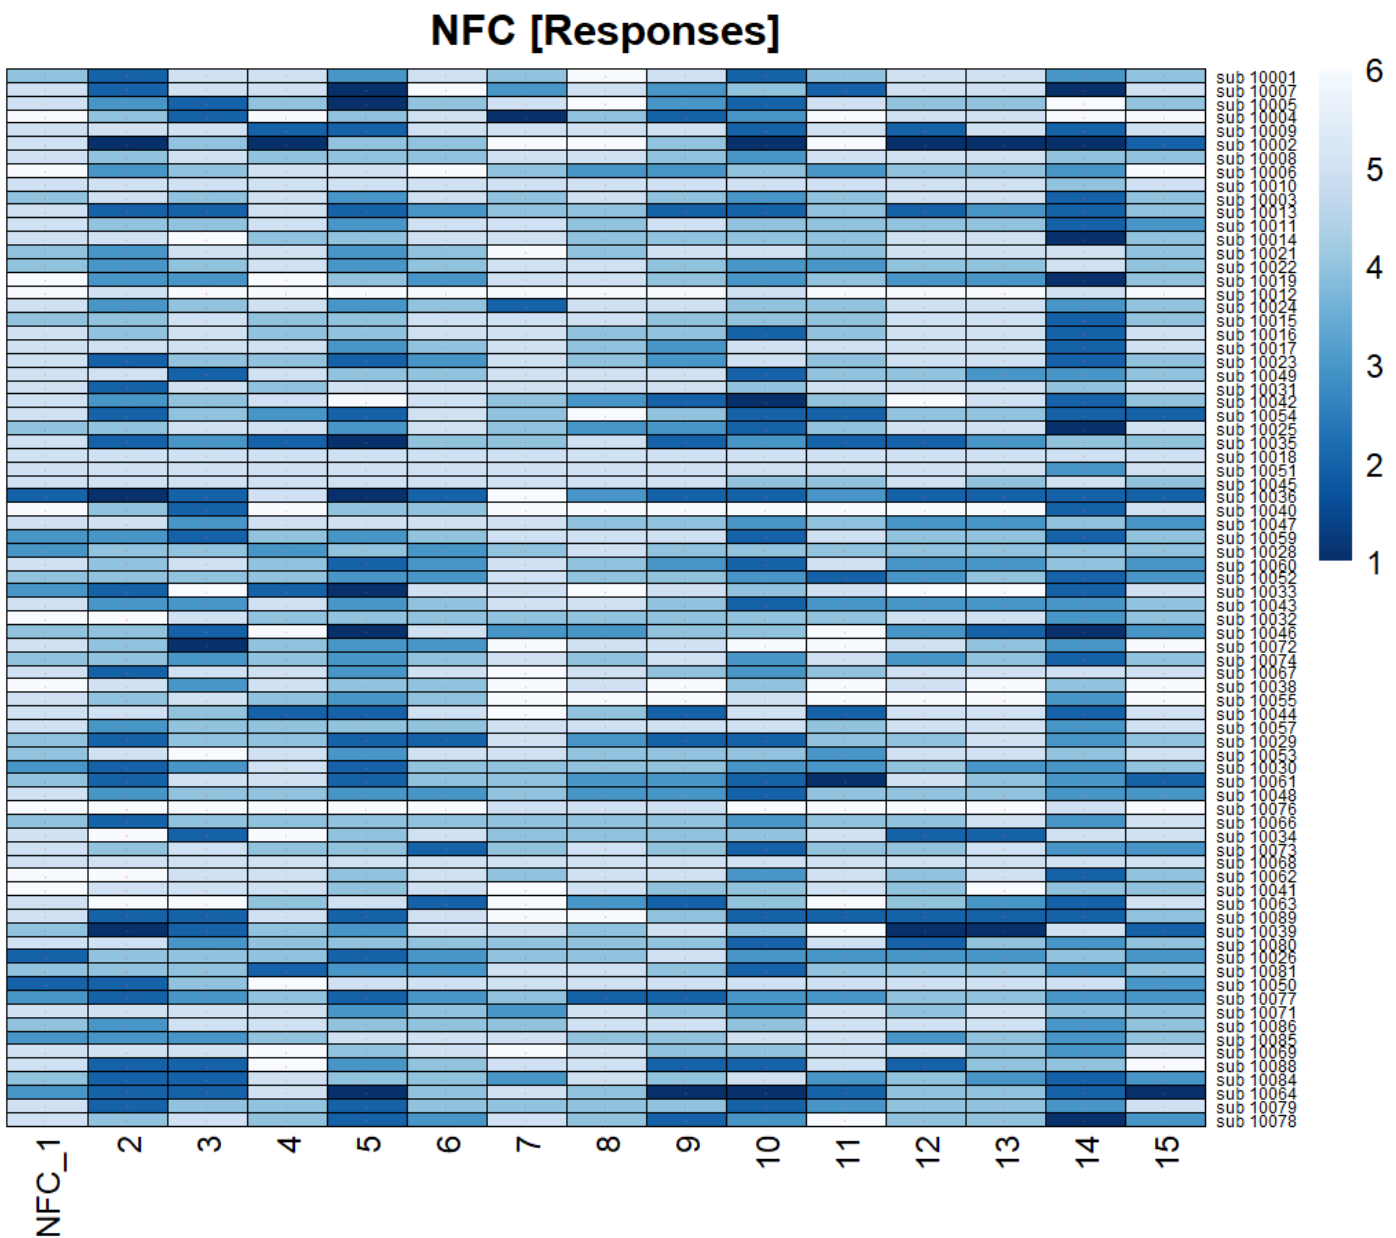 NFC [Responses]
6
5
4
3
2
1
sub 10001
sub 10007
sub 10005
sub 10004
sub 10009
sub 10002
sub 10008
sub 10006
sub 10010
sub 10003
sub 10013
sub 10011
sub 10014
sub 10021
sub 10022
sub 10019
sub 10012
sub 10024
sub 10015
sub 10016
sub 10017
sub 10023
sub 10049
sub 10031
sub 10042
sub 10054
sub 10025
sub 10035
sub 10018
sub 10051
sub 10045
sub 10036
sub 10040
sub 10047
sub 10059
sub 10028
sub 10060
sub 10052
sub 10033
sub 10043
sub 10032
sub 10046
sub 10072
sub 10074
sub 10067
sub 10038
sub 10055
sub 10044
sub 10057
sub 10029
sub 10053
sub 10030
sub 10061
sub 10048
sub 10076
sub 10066
sub 10034
sub 10073
sub 10068
sub 10062
sub 10041
sub 10063
sub 10089
sub 10039
sub 10080
sub 10026
sub 10081
sub 10050
sub 10077
sub 10071
sub 10086
sub 10085
sub 10069
sub 10088
sub 10084
sub 10064
sub 10079
sub 10078
NFC_1 2 3 4 5 6 7 8 9 10 11 12 13 14 15